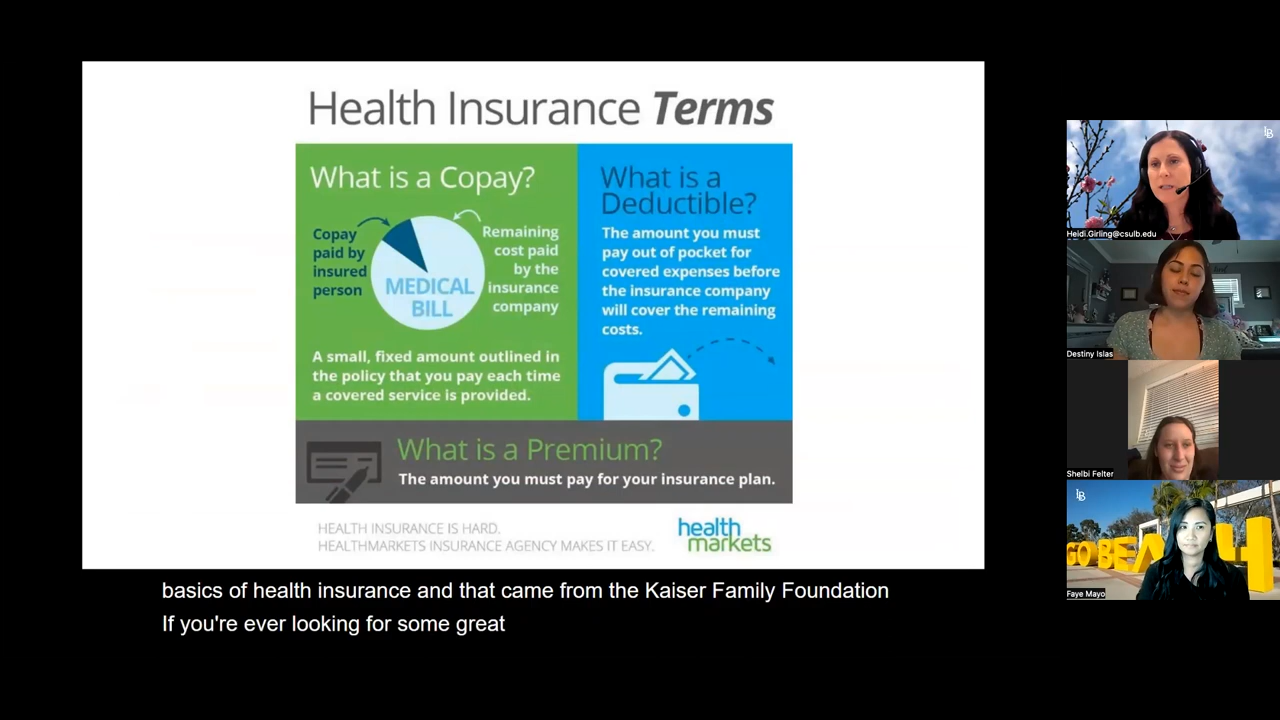 Health Insurance Terms
What is a Copay?
Copay
paid by
insured
person
MEDICAL
BILL
Remaining
cost paid
by the
insurance
company
A small, fixed amount outlined in
the policy that you pay each time
a covered service is provided.
What is a
Deductible?
The amount you must
pay out of pocket for
covered expenses before
the insurance company
will cover the remaining
costs.
What is a Premium?
The amount you must pay for your insurance plan.
HEALTH INSURANCE IS HARD.
HEALTHMARKETS INSURANCE AGENCY MAKES IT EASY.
health
markets
basics of health insurance and that came from the Kaiser Family Foundation
If you're ever looking for some great
LB
Heidi.Girling@csulb.edu
Destiny Islas
Shelbi Felter
LB
GO BEA H
Faye Mayo